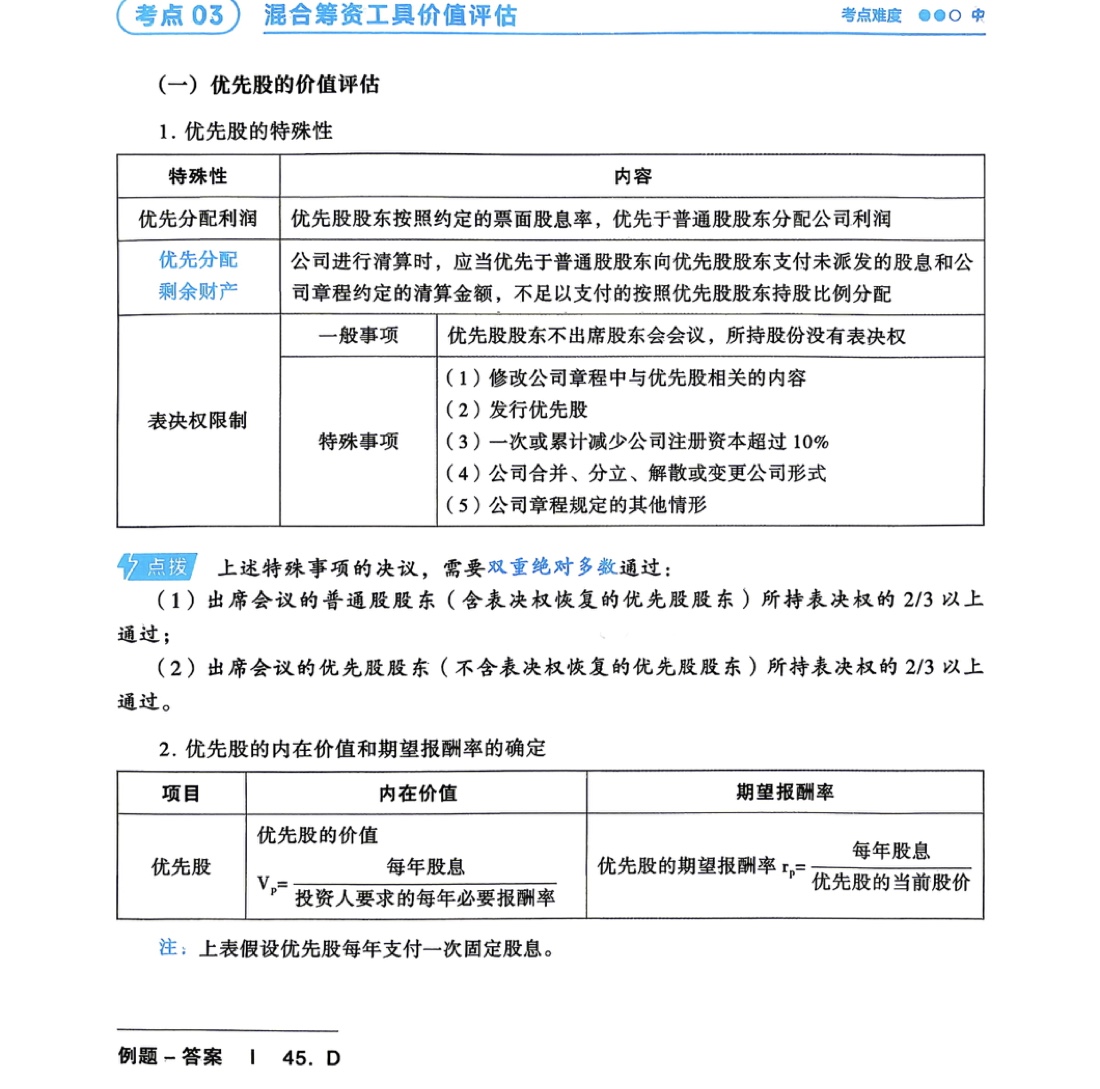 考点 03 混合筹资工具价值评估 考点难度 中
（一）优先股的价值评估
1. 优先股的特殊性
特殊性 内容
优先分配利润 优先股股东按照约定的票面股息率，优先于普通股股东分配公司利润
优先分配
剩余财产
公司进行清算时，应当优先于普通股股东向优先股股东支付未派发的股息和公
司章程约定的清算金额，不足以支付的按照优先股股东持股比例分配
表决权限制
一般事项 优先股股东不出席股东会会议，所持股份没有表决权
特殊事项
（1）修改公司章程中与优先股相关的内容
（2）发行优先股
（3）一次或累计减少公司注册资本超过 10%
（4）公司合并、分立、解散或变更公司形式
（5）公司章程规定的其他情形
点拨 上述特殊事项的决议，需要双重绝对多数通过：
（1）出席会议的普通股股东（含表决权恢复的优先股股东）所持表决权的 2/3 以上
通过；
（2）出席会议的优先股股东（不含表决权恢复的优先股股东）所持表决权的 2/3 以上
通过。
2. 优先股的内在价值和期望报酬率的确定
项目 内在价值 期望报酬率
优先股
优先股的价值
Vp= 每年股息
投资人要求的每年必要报酬率
优先股的期望报酬率 rp= 每年股息
优先股的当前股价
注：上表假设优先股每年支付一次固定股息。
例题 – 答案 | 45. D